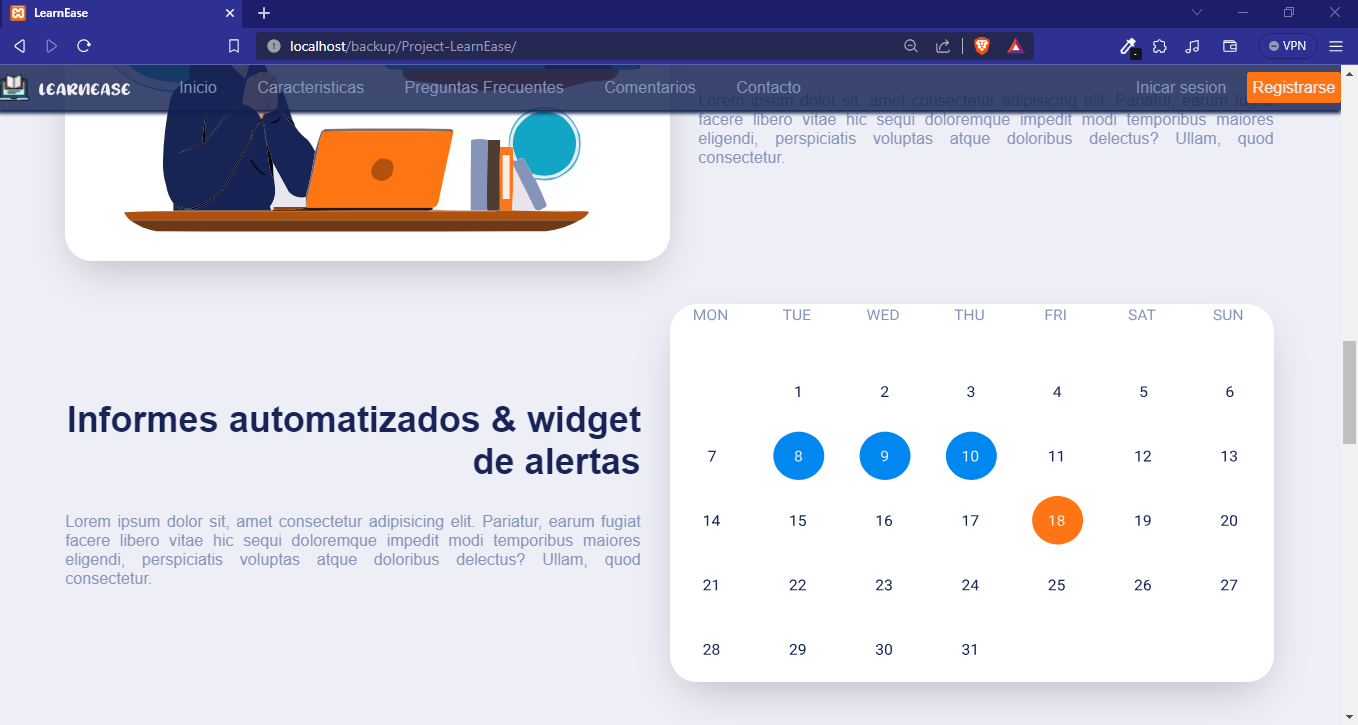 LearnEase
localhost/backup/Project-LearnEase/
VPN
LEARNEASE
Inicio
Caracteristicas
Preguntas Frecuentes
Comentarios
Contacto
Inicar sesion
Registrarse
Lorem ipsum dolor sit, amet consectetur adipisicing elit. Pariatur, earum fugiat
facere libero vitae hic sequi doloremque impedit modi temporibus maiores
eligendi, perspiciatis voluptas atque doloribus delectus? Ullam, quod
consectetur.
Informes automatizados & widget
de alertas
Lorem ipsum dolor sit, amet consectetur adipisicing elit. Pariatur, earum fugiat
facere libero vitae hic sequi doloremque impedit modi temporibus maiores
eligendi, perspiciatis voluptas atque doloribus delectus? Ullam, quod
consectetur.
MON TUE WED THU FRI SAT SUN
1 2 3 4 5 6
7 8 9 10 11 12 13
14 15 16 17 18 19 20
21 22 23 24 25 26 27
28 29 30 31